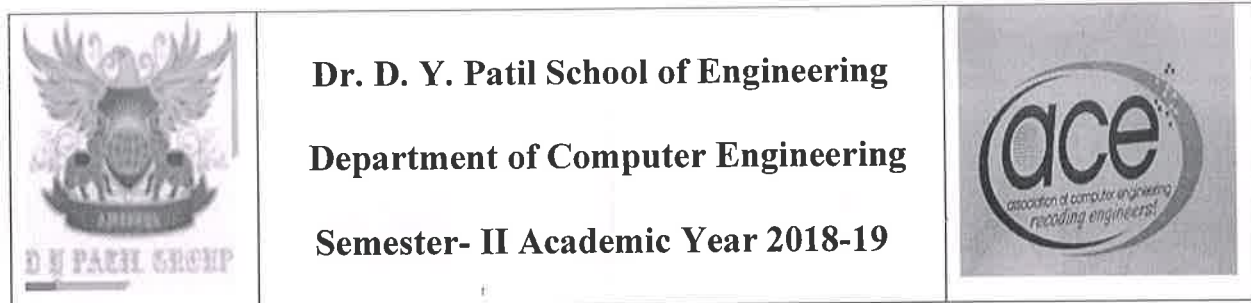 D Y PATIL GROUP
Dr. D. Y. Patil School of Engineering
Department of Computer Engineering
Semester- II Academic Year 2018-19
ace
association of computer engineering
recoding engineers!